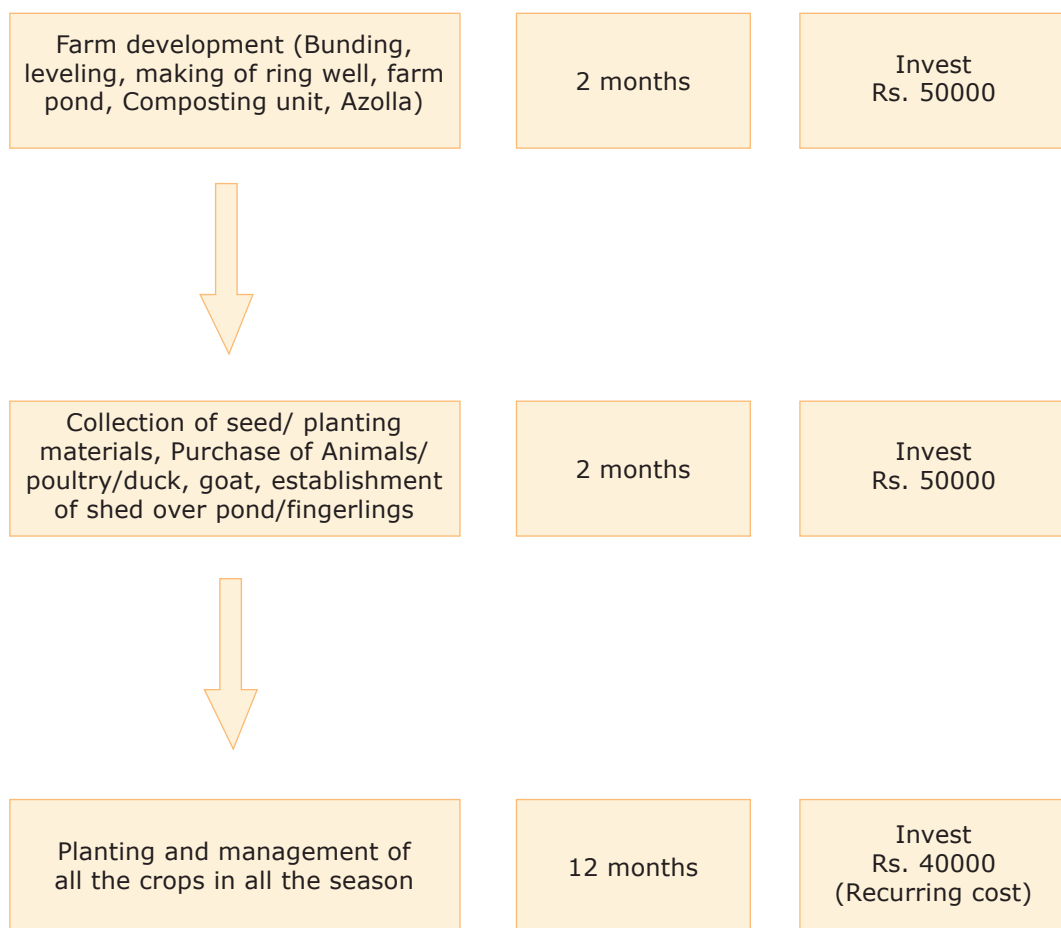 Farm development (Bunding,
leveling, making of ring well, farm
pond, Composting unit, Azolla)
2 months
Invest
Rs. 50000
Collection of seed/ planting
materials, Purchase of Animals/
poultry/duck, goat, establishment
of shed over pond/fingerlings
2 months
Invest
Rs. 50000
Planting and management of
all the crops in all the season
12 months
Invest
Rs. 40000
(Recurring cost)